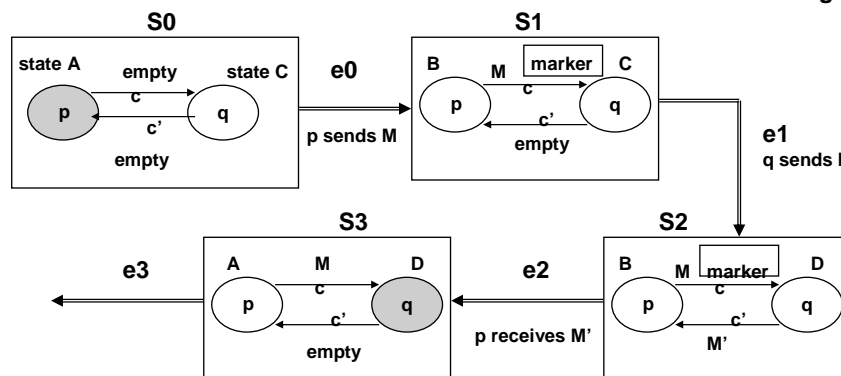 g
S0
S1
state A
empty
state C
e0
B
M
marker
C
c
p
q
c
p
q
c'
c'
empty
p sends M
empty
e1
q sends
S3
S2
e3
A
M
D
e2
B
M
marker
D
c
c
p
q
p
q
c'
c'
empty
p receives M'
M'